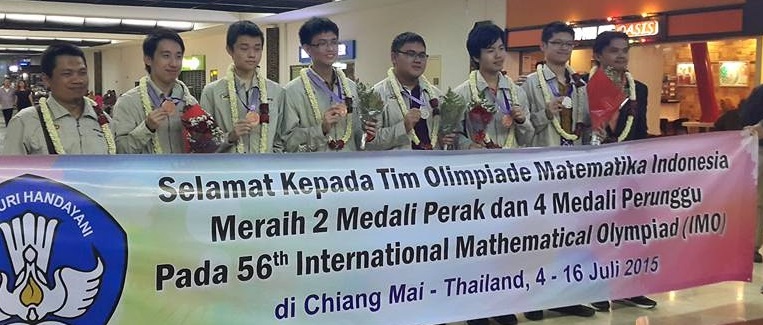 OASIS
URI HANDAYANI
Selamat Kepada Tim Olimpiade Matematika Indonesia
Meraih 2 Medali Perak dan 4 Medali Perunggu
Pada 56th International Mathematical Olympiad (IMO)
di Chiang Mai - Thailand, 4 - 16 Juli 2015